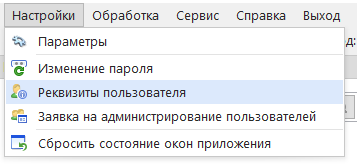 Настройки Обработка Сервис Справка Выход
Параметры д:
Изменение пароля
Реквизиты пользователя
Заявка на администрирование пользователей
Сбросить состояние окон приложения